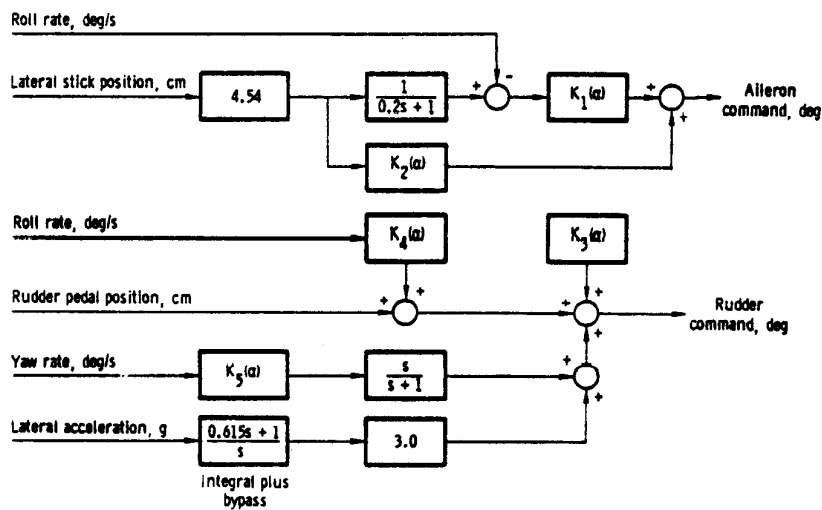 Roll rate, deg/s
Lateral stick position, cm
4.54
1
0.2s + 1
+
-
K1(α)
+
+
Aileron
command, deg
K2(α)
Roll rate, deg/s
K4(α)
K3(α)
Rudder pedal position, cm
+
+
+
+
+
Rudder
command, deg
Yaw rate, deg/s
K5(α)
s
s + 1
+
+
Lateral acceleration, g
0.615s + 1
s
3.0
Integral plus
bypass